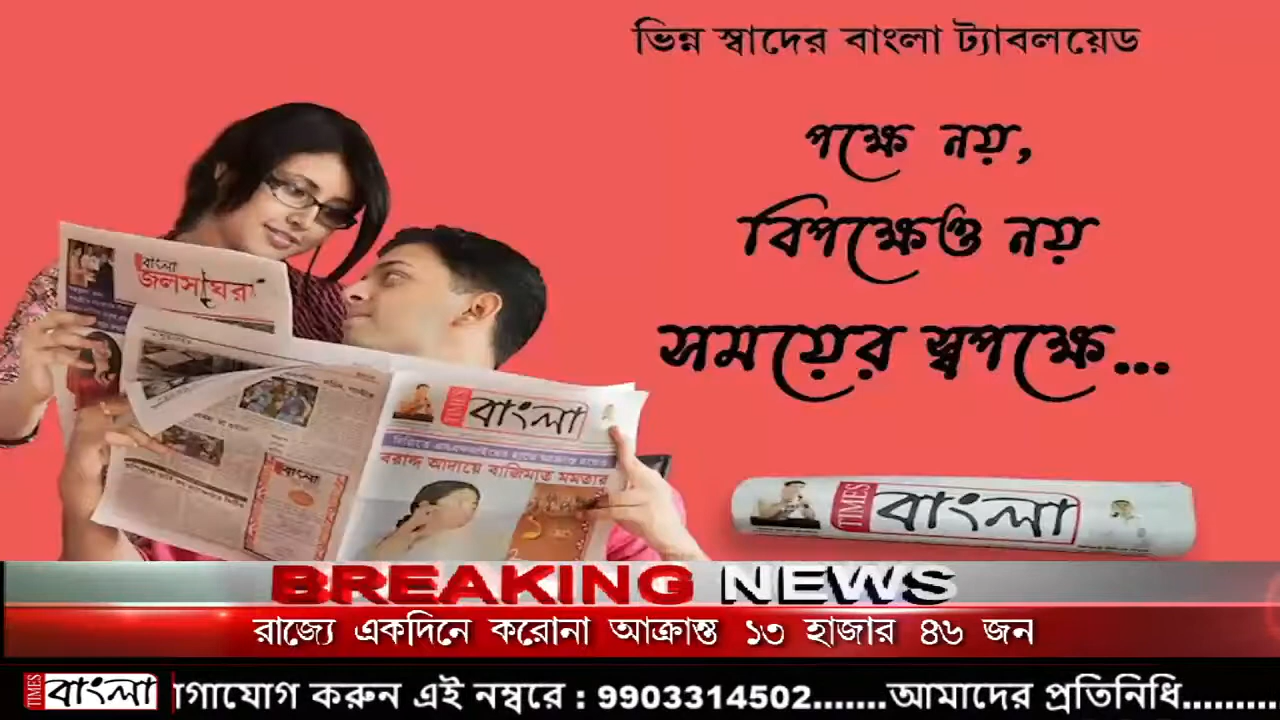 ভিন্ন স্বাদের বাংলা ট্যাবলয়েড
পক্ষে নয়,
বিপক্ষেও নয়
সময়ের স্বপক্ষে...
বাংলা
জলসাঘর
TIMES বাংলা
বরাদ্দ আদায়ে বাজিমাত মমতার
TIMES বাংলা
BREAKING NEWS
রাজ্যে একদিনে করোনা আক্রান্ত ১৩ হাজার ৪৬ জন
TIMES বাংলা াগাযোগ করুন এই নম্বরে : 9903314502.......আমাদের প্রতিনিধি.........